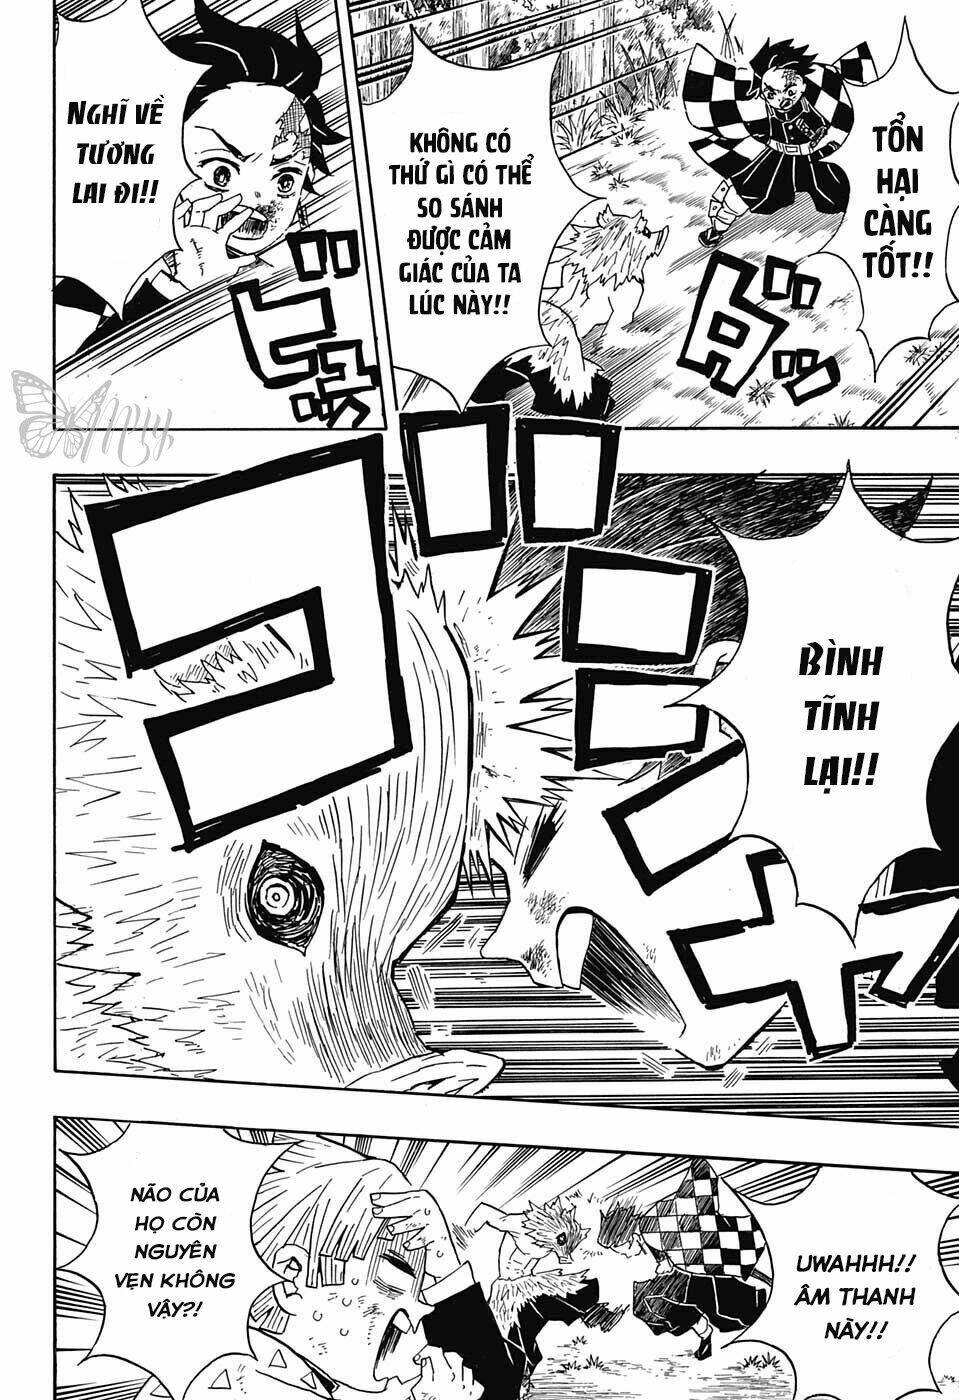 TỔN
HẠI
CÀNG
TỐT!!
KHÔNG CÓ
THỨ GÌ CÓ THỂ
SO SÁNH
ĐƯỢC CẢM
GIÁC CỦA TA
LÚC NÀY!!
NGHĨ VỀ
TƯƠNG
LAI ĐI!!
BÌNH
TĨNH
LẠI!!
UWAHHH!!
ÂM THANH
NÀY!!
NÃO CỦA
HỌ CÒN
NGUYÊN
VẸN KHÔNG
VẬY?!